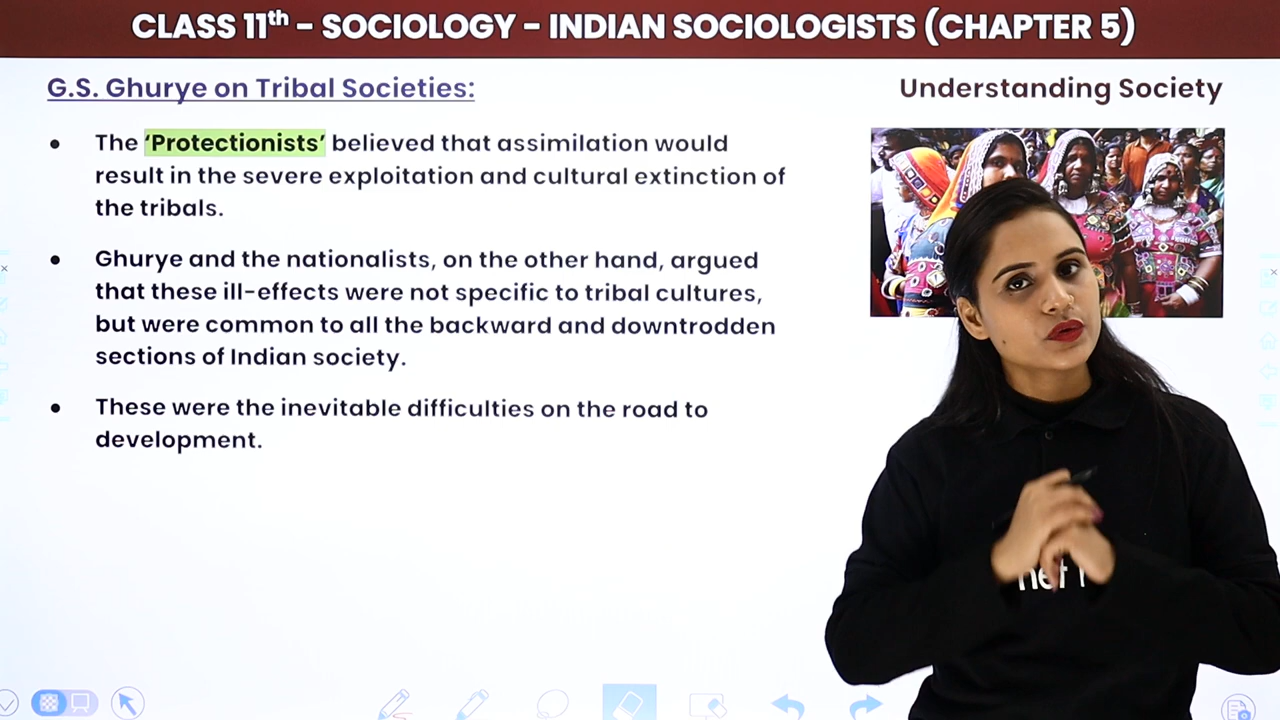 CLASS 11th - SOCIOLOGY - INDIAN SOCIOLOGISTS (CHAPTER 5)
G.S. Ghurye on Tribal Societies:
Understanding Society
• The ‘Protectionists’ believed that assimilation would
result in the severe exploitation and cultural extinction of
the tribals.
• Ghurye and the nationalists, on the other hand, argued
that these ill-effects were not specific to tribal cultures,
but were common to all the backward and downtrodden
sections of Indian society.
• These were the inevitable difficulties on the road to
development.